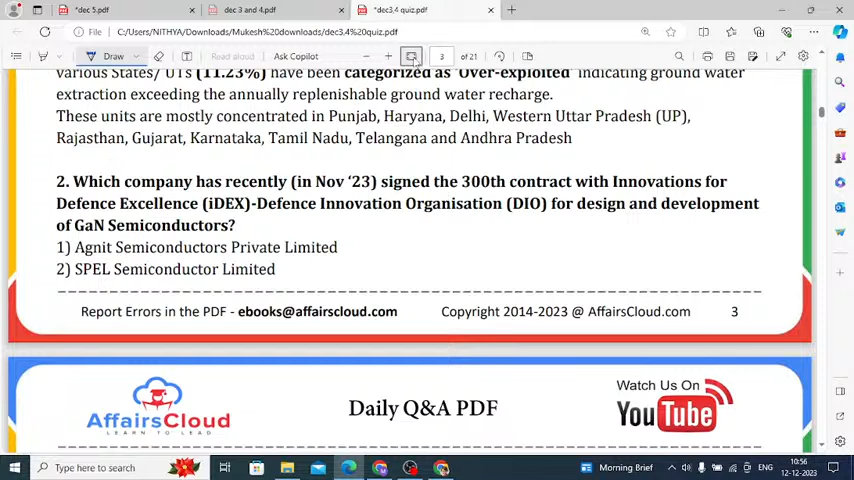 *dec 5.pdf
dec 3 and 4.pdf
*dec3,4 quiz.pdf
File
C:/Users/NITHYA/Downloads/Mukesh%20downloads/dec3,4%20quiz.pdf
Draw
Read aloud
Ask Copilot
3
of 21
various States/ UTs (11.23%) have been categorized as 'Over-exploited' indicating ground water
extraction exceeding the annually replenishable ground water recharge.
These units are mostly concentrated in Punjab, Haryana, Delhi, Western Uttar Pradesh (UP),
Rajasthan, Gujarat, Karnataka, Tamil Nadu, Telangana and Andhra Pradesh
2. Which company has recently (in Nov '23) signed the 300th contract with Innovations for
Defence Excellence (iDEX)-Defence Innovation Organisation (DIO) for design and development
of GaN Semiconductors?
1) Agnit Semiconductors Private Limited
2) SPEL Semiconductor Limited
Report Errors in the PDF - ebooks@affairscloud.com
Copyright 2014-2023 @ AffairsCloud.com
3
AffairsCloud
LEARN TO LEAD
Daily Q&A PDF
Watch Us On
YouTube
Type here to search
Morning Brief
ENG
10:56
12-12-2023